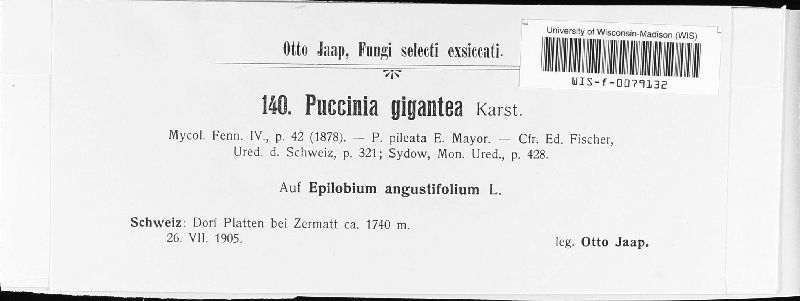 Otto Jaap, Fungi selecti exsiccati.
University of Wisconsin-Madison (WIS)
WIS-f-0079132
140. Puccinia gigantea Karst.
Mycol. Fenn. IV., p. 42 (1878). — P. pileata E. Mayor. — Cfr. Ed. Fischer,
Ured. d. Schweiz, p. 321; Sydow, Mon. Ured., p. 428.
Auf Epilobium angustifolium L.
Schweiz: Dorf Platten bei Zermatt ca. 1740 m.
26. VII. 1905.
leg. Otto Jaap.